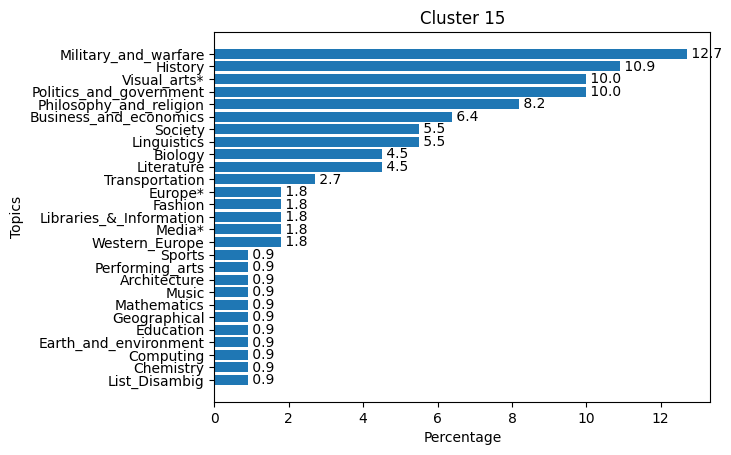 Cluster 15
Military_and_warfare 12.7
History 10.9
Visual_arts* 10.0
Politics_and_government 10.0
Philosophy_and_religion 8.2
Business_and_economics 6.4
Society 5.5
Linguistics 5.5
Biology 4.5
Literature 4.5
Transportation 2.7
Europe* 1.8
Fashion 1.8
Libraries_&_Information 1.8
Media* 1.8
Western_Europe 1.8
Sports 0.9
Performing_arts 0.9
Architecture 0.9
Music 0.9
Mathematics 0.9
Geographical 0.9
Education 0.9
Earth_and_environment 0.9
Computing 0.9
Chemistry 0.9
List_Disambig 0.9
Topics
0 2 4 6 8 10 12
Percentage